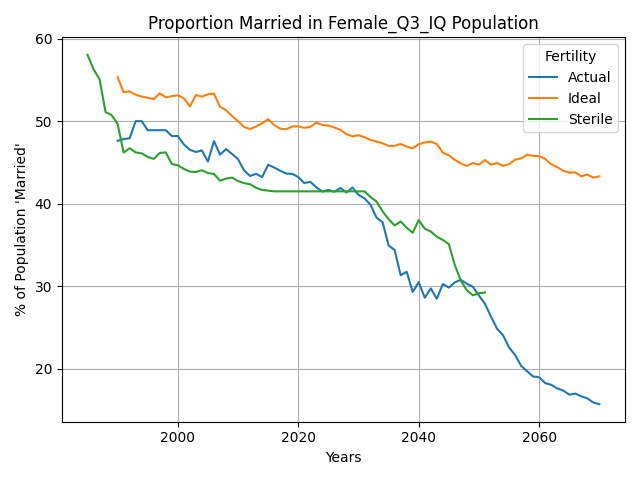 Proportion Married in Female_Q3_IQ Population
% of Population 'Married'
60
50
40
30
20
Fertility
Actual
Ideal
Sterile
2000
2020
2040
2060
Years